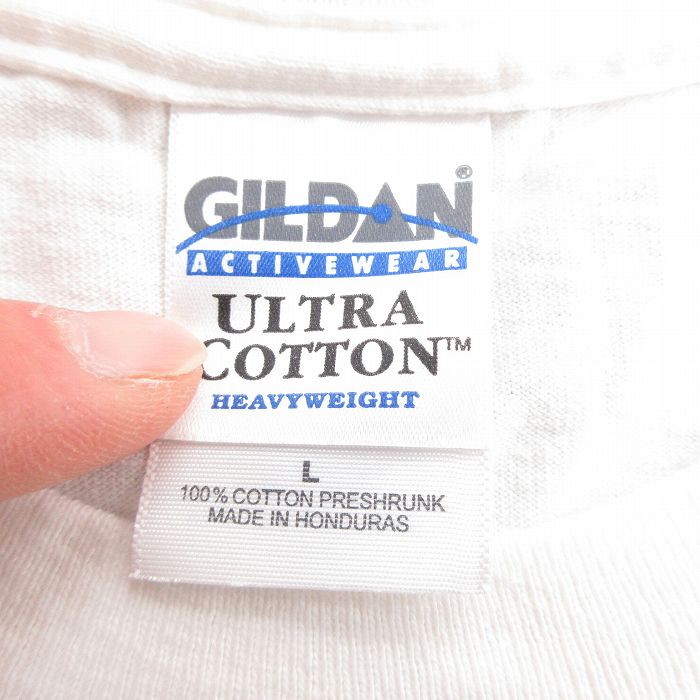 GILDAN®
ACTIVEWEAR
ULTRA
COTTON™
HEAVYWEIGHT
L
100% COTTON PRESHRUNK
MADE IN HONDURAS